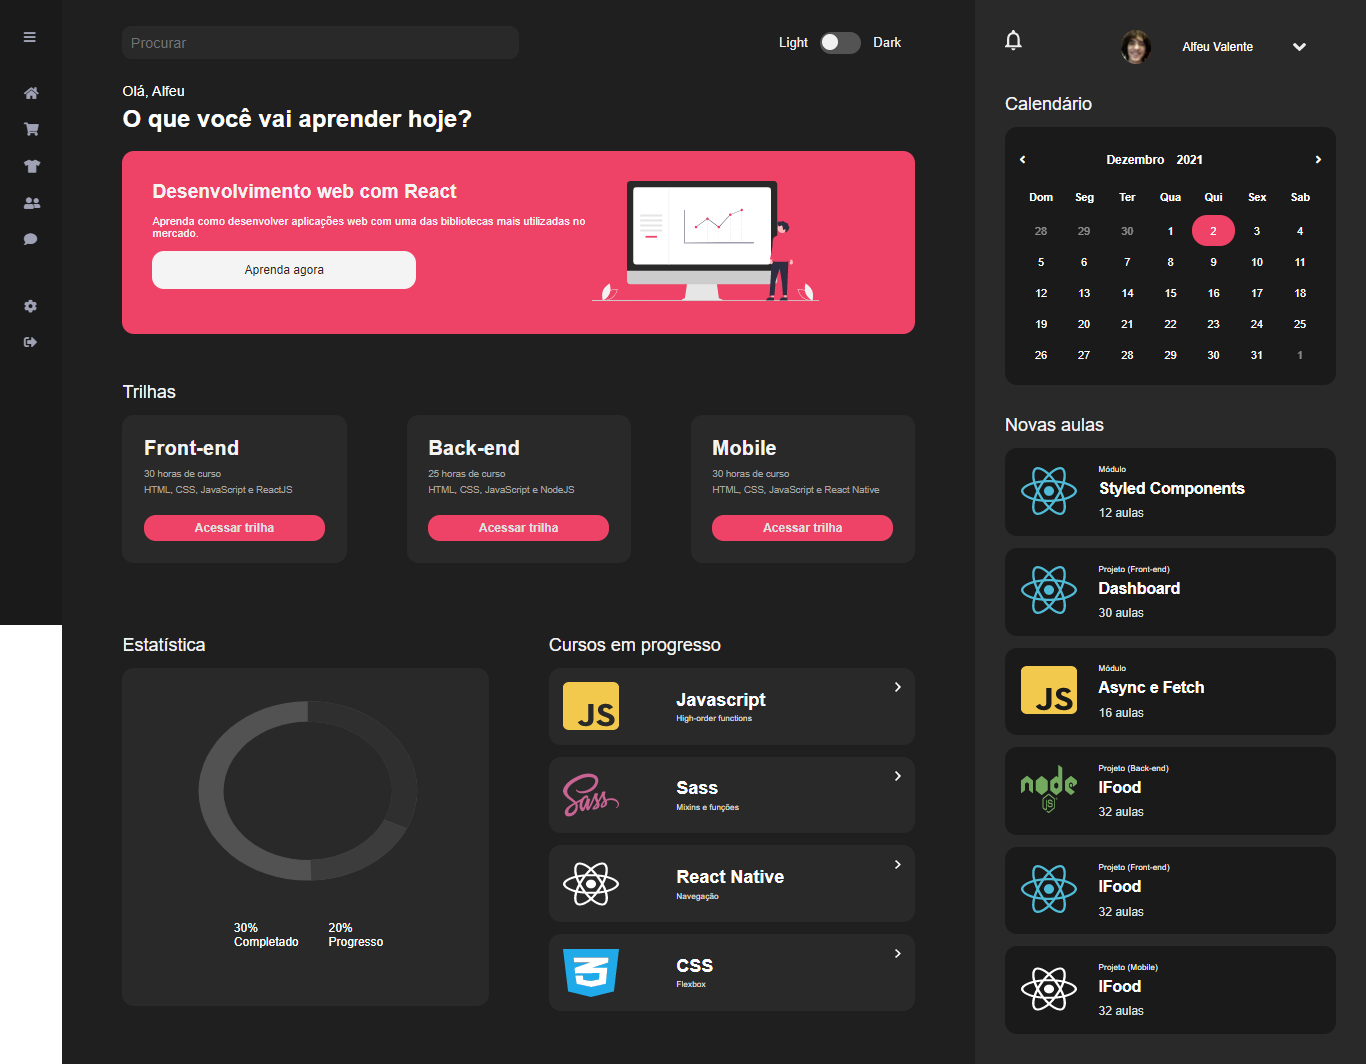 Procurar
Light Dark
Olá, Alfeu
O que você vai aprender hoje?
Desenvolvimento web com React
Aprenda como desenvolver aplicações web com uma das bibliotecas mais utilizadas no
mercado.
Aprenda agora
Trilhas
Front-end
30 horas de curso
HTML, CSS, JavaScript e ReactJS
Acessar trilha
Back-end
25 horas de curso
HTML, CSS, JavaScript e NodeJS
Acessar trilha
Mobile
30 horas de curso
HTML, CSS, JavaScript e React Native
Acessar trilha
Estatística
30%
Completado
20%
Progresso
Cursos em progresso
JS
Javascript
High-order functions
Sass
Sass
Mixins e funções
React Native
Navegação
CSS
Flexbox
Alfeu Valente
Calendário
Dezembro 2021
Dom Seg Ter Qua Qui Sex Sab
28 29 30 1 2 3 4
5 6 7 8 9 10 11
12 13 14 15 16 17 18
19 20 21 22 23 24 25
26 27 28 29 30 31 1
Novas aulas
Módulo
Styled Components
12 aulas
Projeto (Front-end)
Dashboard
30 aulas
JS
Módulo
Async e Fetch
16 aulas
node
JS
Projeto (Back-end)
IFood
32 aulas
Projeto (Front-end)
IFood
32 aulas
Projeto (Mobile)
IFood
32 aulas